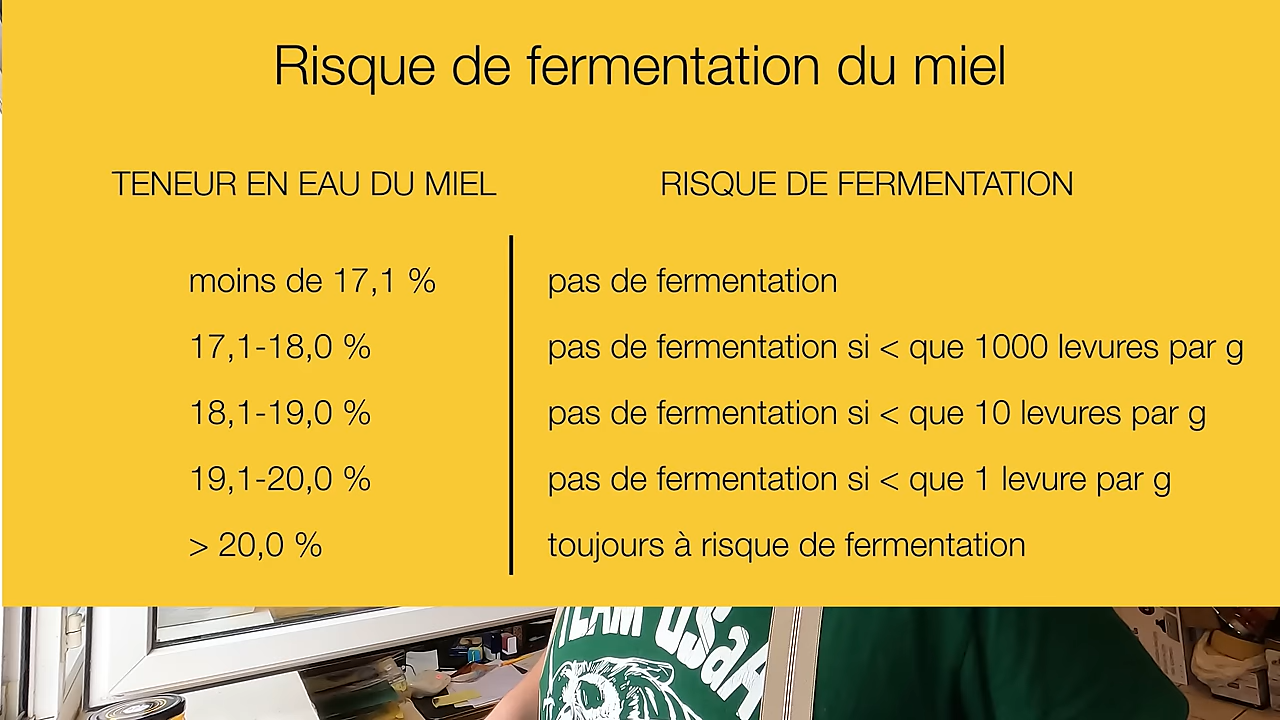 Risque de fermentation du miel
TENEUR EN EAU DU MIEL RISQUE DE FERMENTATION
moins de 17,1 % pas de fermentation
17,1-18,0 % pas de fermentation si < que 1000 levures par g
18,1-19,0 % pas de fermentation si < que 10 levures par g
19,1-20,0 % pas de fermentation si < que 1 levure par g
> 20,0 % toujours à risque de fermentation
TEAM USaA